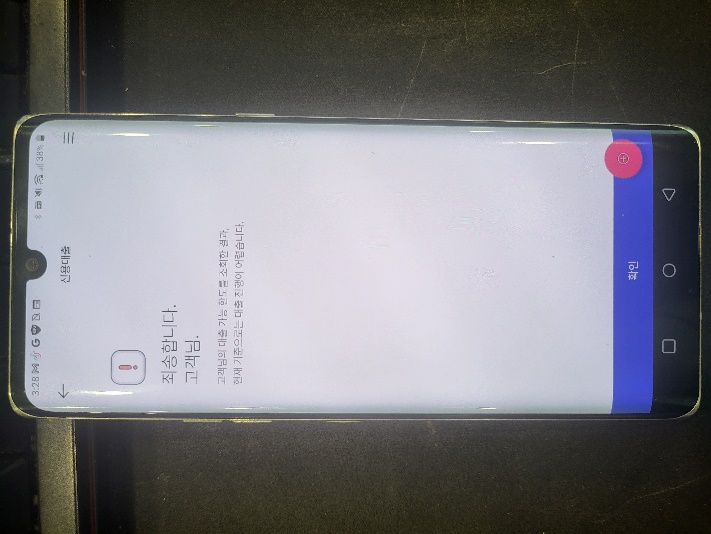 3:28
38%
신용대출
죄송합니다.
고객님.
고객님의 대출 가능 한도를 조회한 결과,
현재 기준으로는 대출 진행이 어렵습니다.
확인